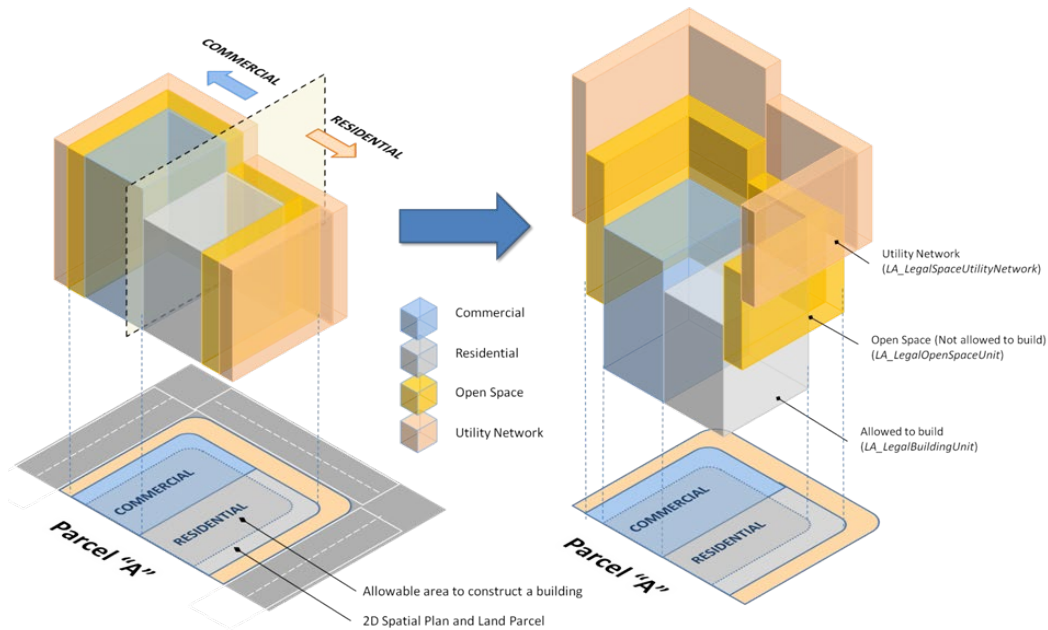 COMMERCIAL
RESIDENTIAL
Commercial
Residential
Open Space
Utility Network
COMMERCIAL
RESIDENTIAL
Parcel “A”
Allowable area to construct a building
2D Spatial Plan and Land Parcel
Utility Network
(LA_LegalSpaceUtilityNetwork)
Open Space (Not allowed to build)
(LA_LegalOpenSpaceUnit)
Allowed to build
(LA_LegalBuildingUnit)
COMMERCIAL
RESIDENTIAL
Parcel “A”